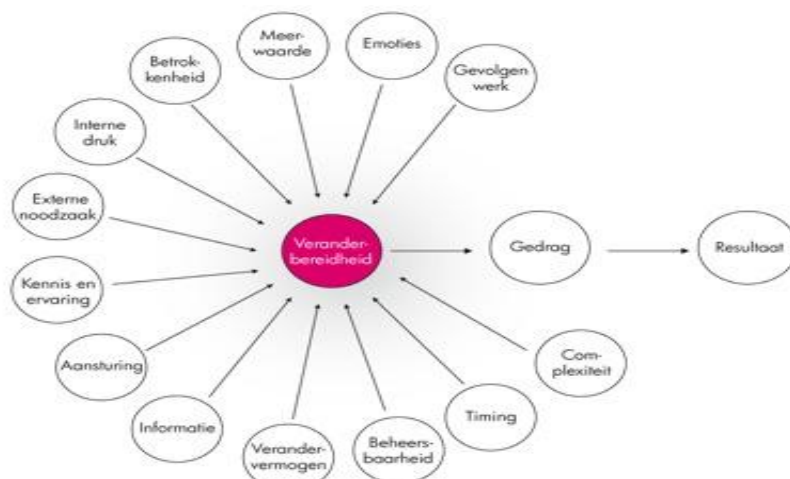 Meer-
waarde
Emoties
Betrok-
kenheid
Gevolgen
werk
Interne
druk
Externe
noodzaak
Verander-
bereidheid
Gedrag
Resultaat
Kennis en
ervaring
Aansturing
Com-
plexiteit
Informatie
Timing
Verander-
vermogen
Beheers-
baarheid